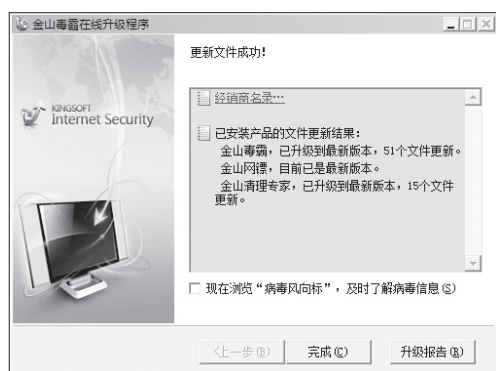 金山毒霸在线升级程序
KINGSOFT
Internet Security
更新文件成功!
经销商名录…
已安装产品的文件更新结果:
金山毒霸,已升级到最新版本,51个文件更新。
金山网镖,目前已是最新版本。
金山清理专家,已升级到最新版本,15个文件
更新。
现在浏览“病毒风向标”,及时了解病毒信息(S)
<上一步(B)
完成(C)
升级报告(R)